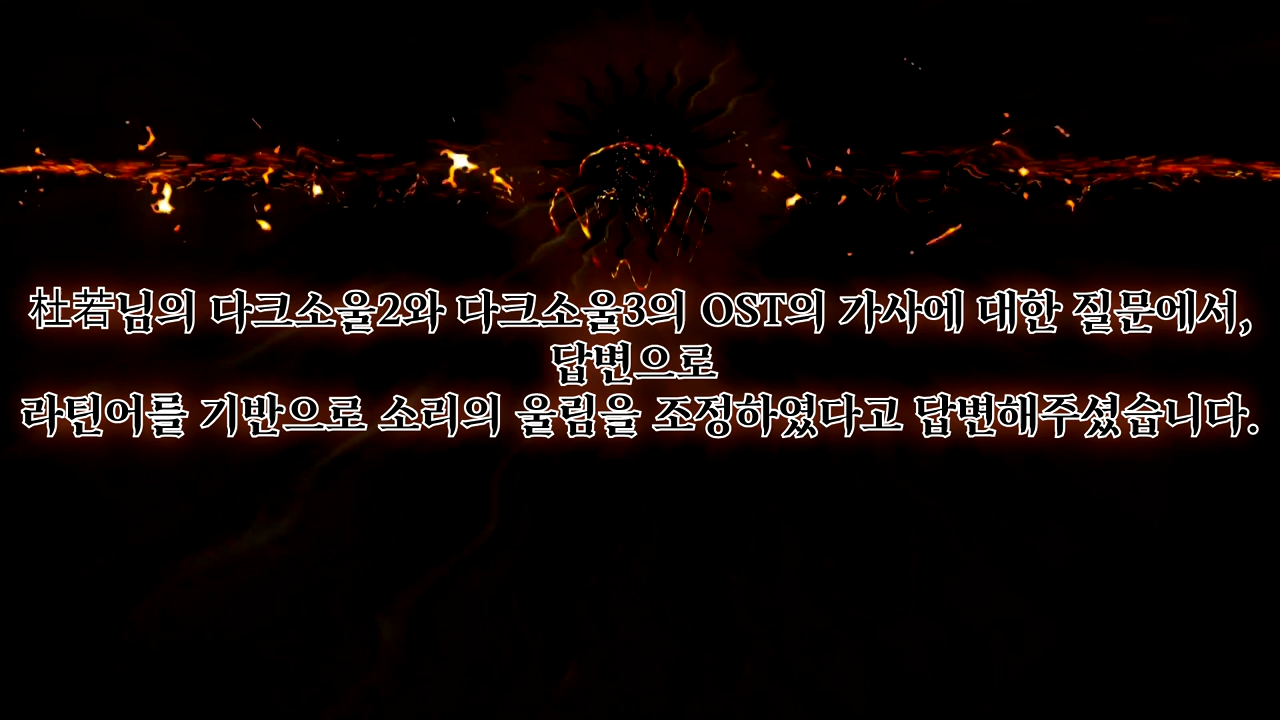 杜若님의 다크소울2와 다크소울3의 OST의 가사에 대한 질문에서,
답변으로
라틴어를 기반으로 소리의 울림을 조정하였다고 답변해주셨습니다.